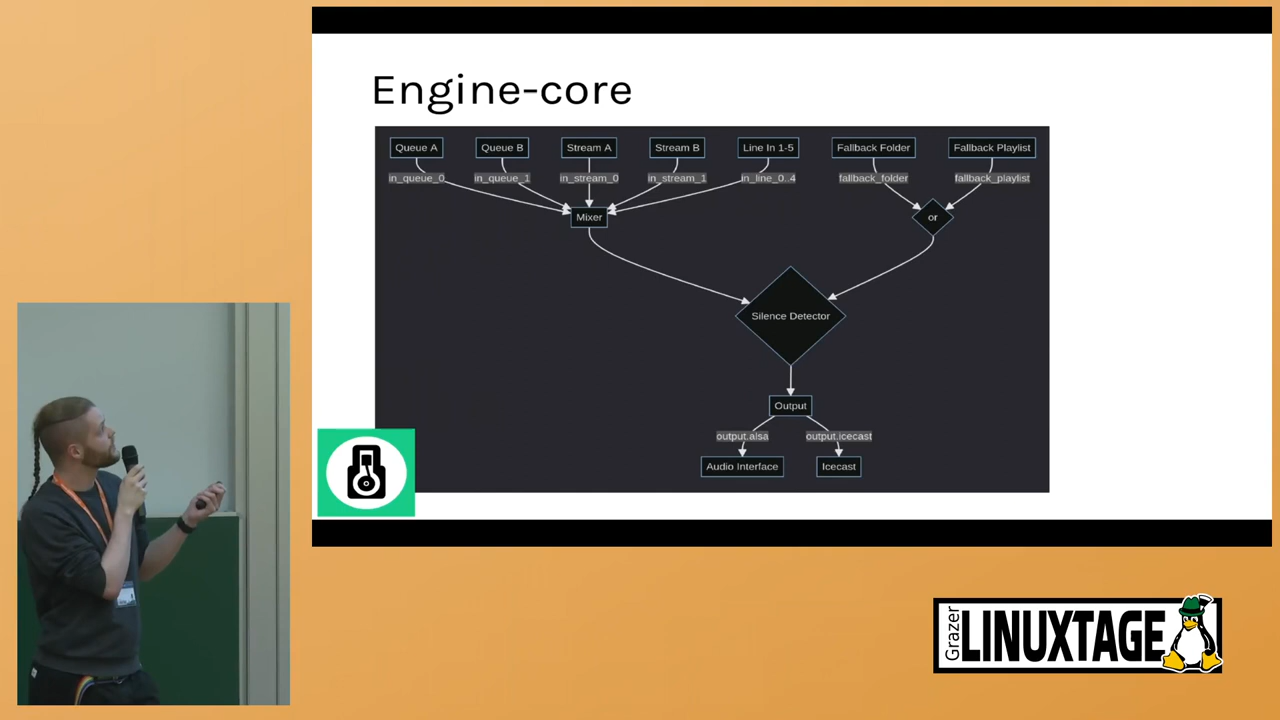 Engine-core
Queue A
Queue B
Stream A
Stream B
Line In 1-5
Fallback Folder
Fallback Playlist
in_queue_0
in_queue_1
in_stream_0
in_stream_1
in_line_0..4
fallback_folder
fallback_playlist
Mixer
or
Silence Detector
Output
output.alsa
output.icecast
Audio Interface
Icecast
Grazer
LINUXTAGE